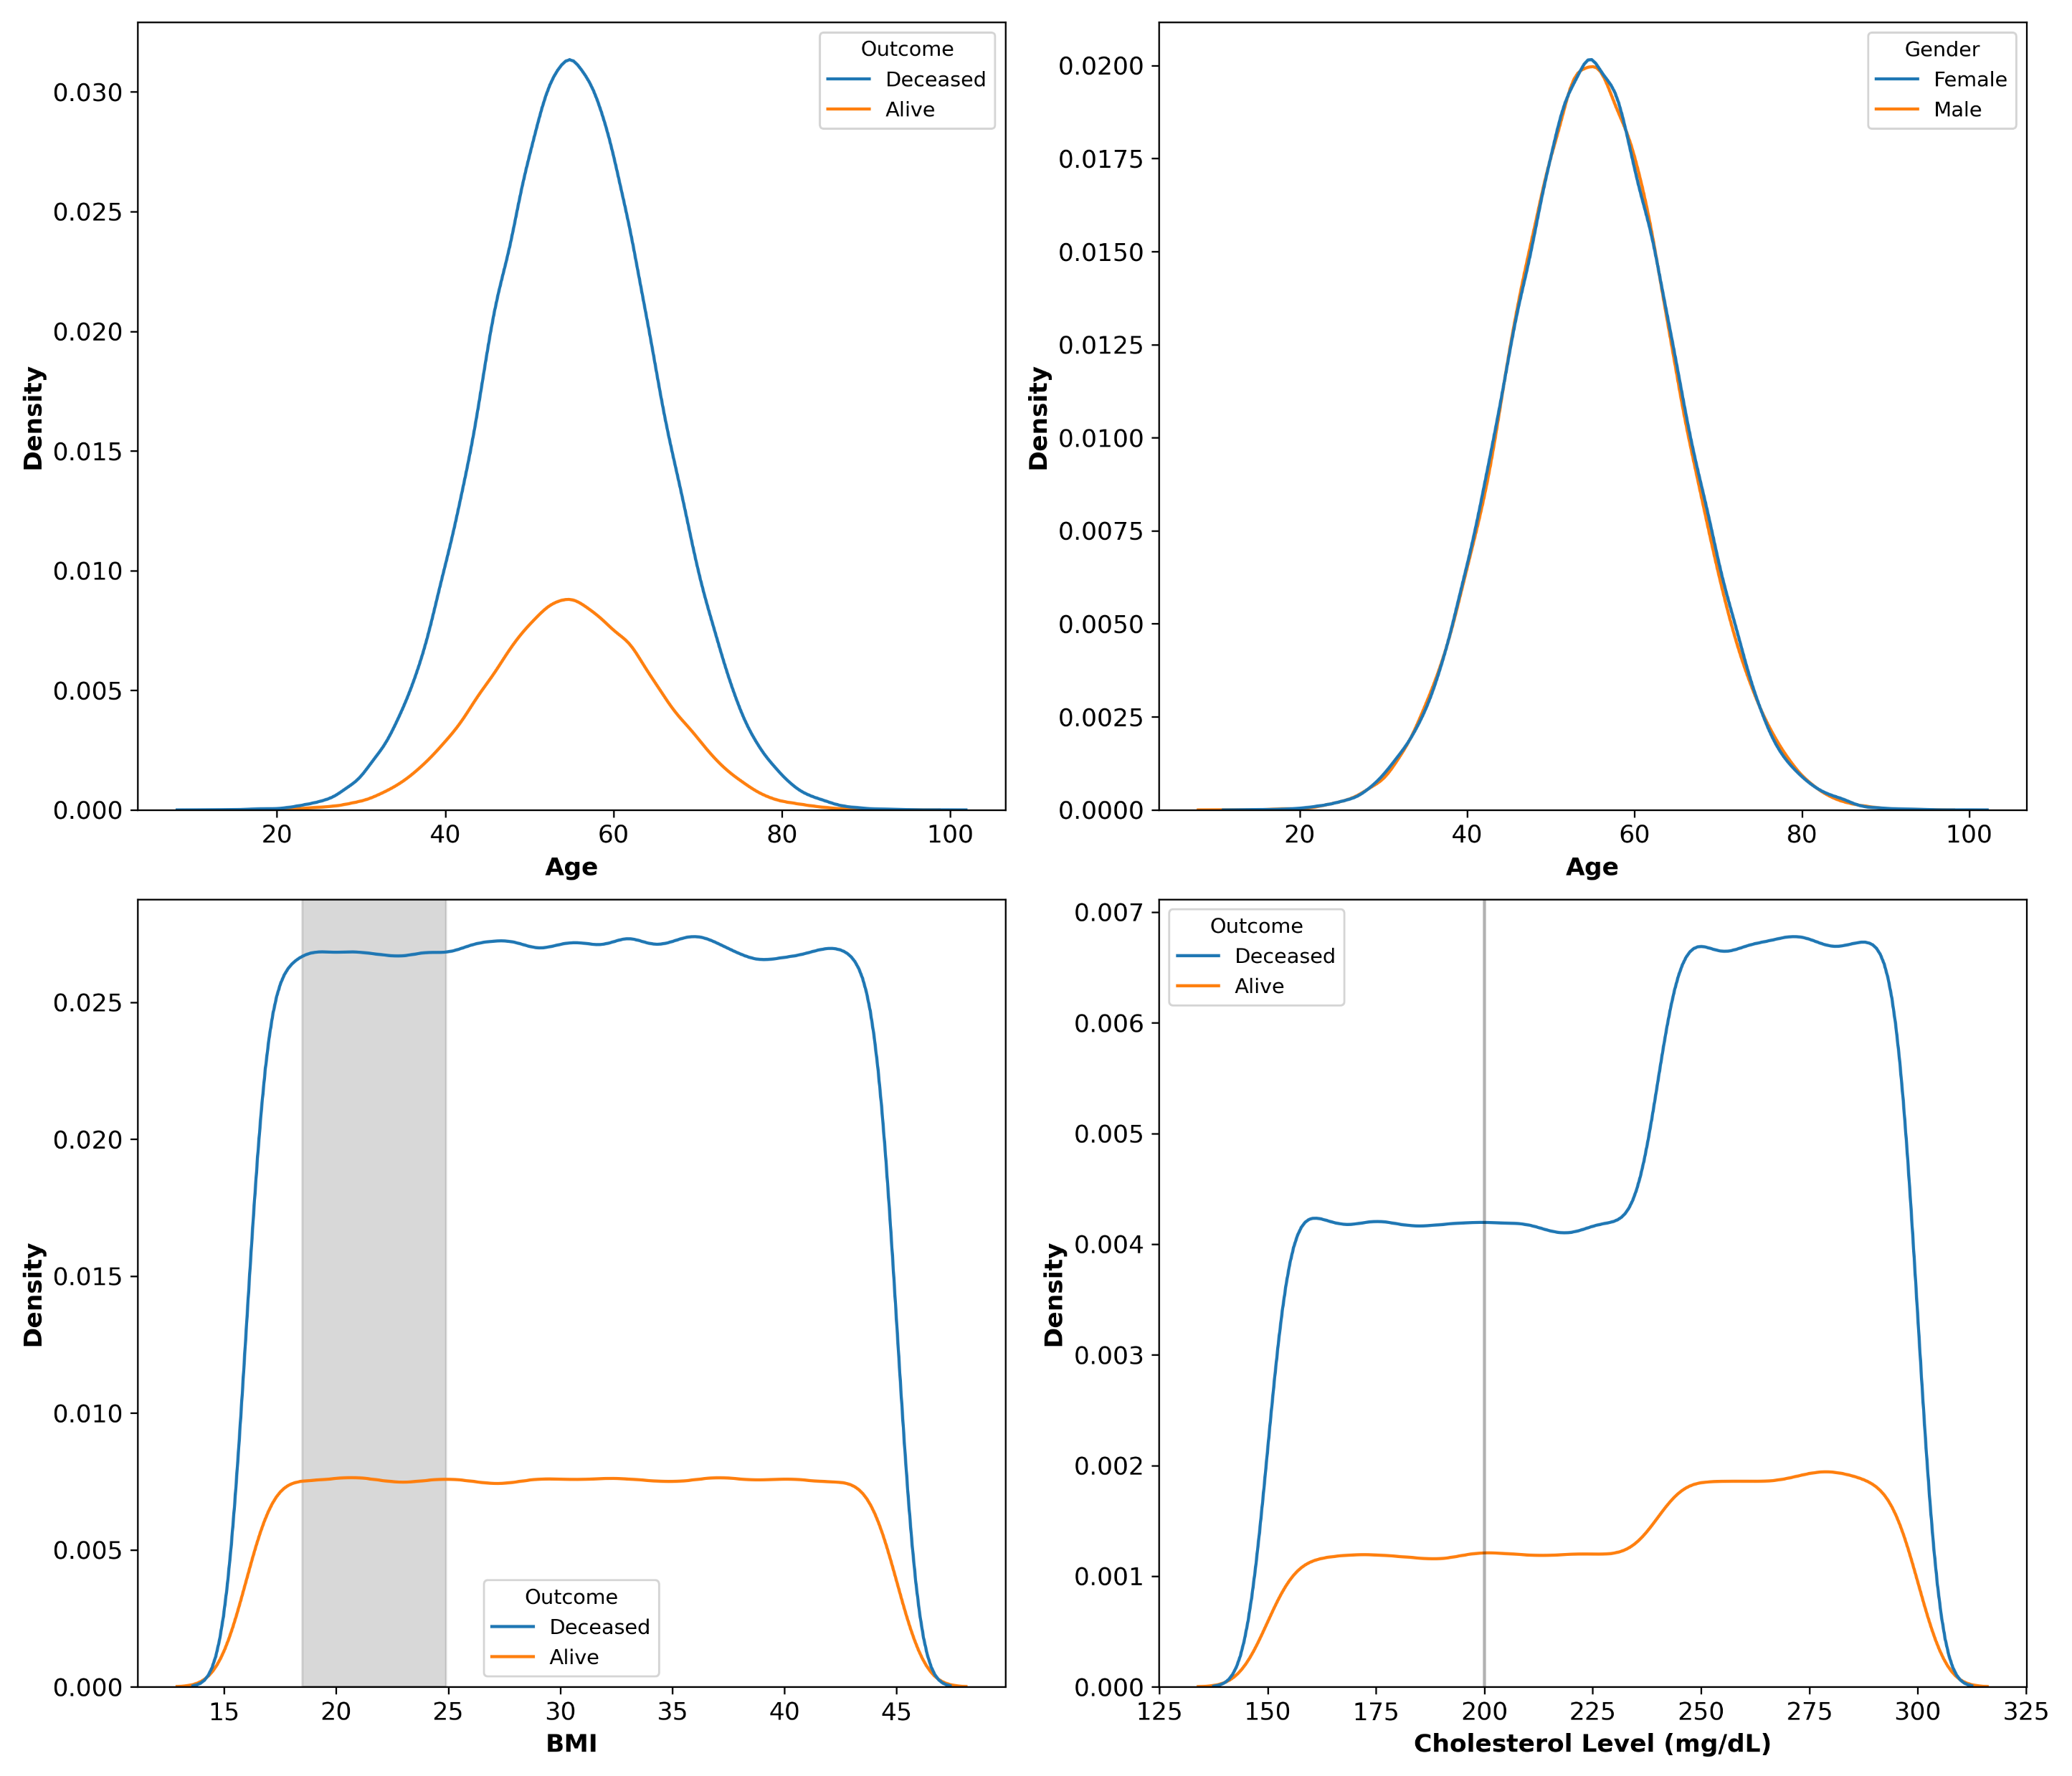 Outcome
Deceased
Alive
0.030
0.025
0.020
0.015
0.010
0.005
0.000
Density
20 40 60 80 100
Age
Gender
Female
Male
0.0200
0.0175
0.0150
0.0125
0.0100
0.0075
0.0050
0.0025
0.0000
Density
20 40 60 80 100
Age
0.025
0.020
0.015
0.010
0.005
0.000
Density
Outcome
Deceased
Alive
15 20 25 30 35 40 45
BMI
Outcome
Deceased
Alive
0.007
0.006
0.005
0.004
0.003
0.002
0.001
0.000
Density
125 150 175 200 225 250 275 300 325
Cholesterol Level (mg/dL)